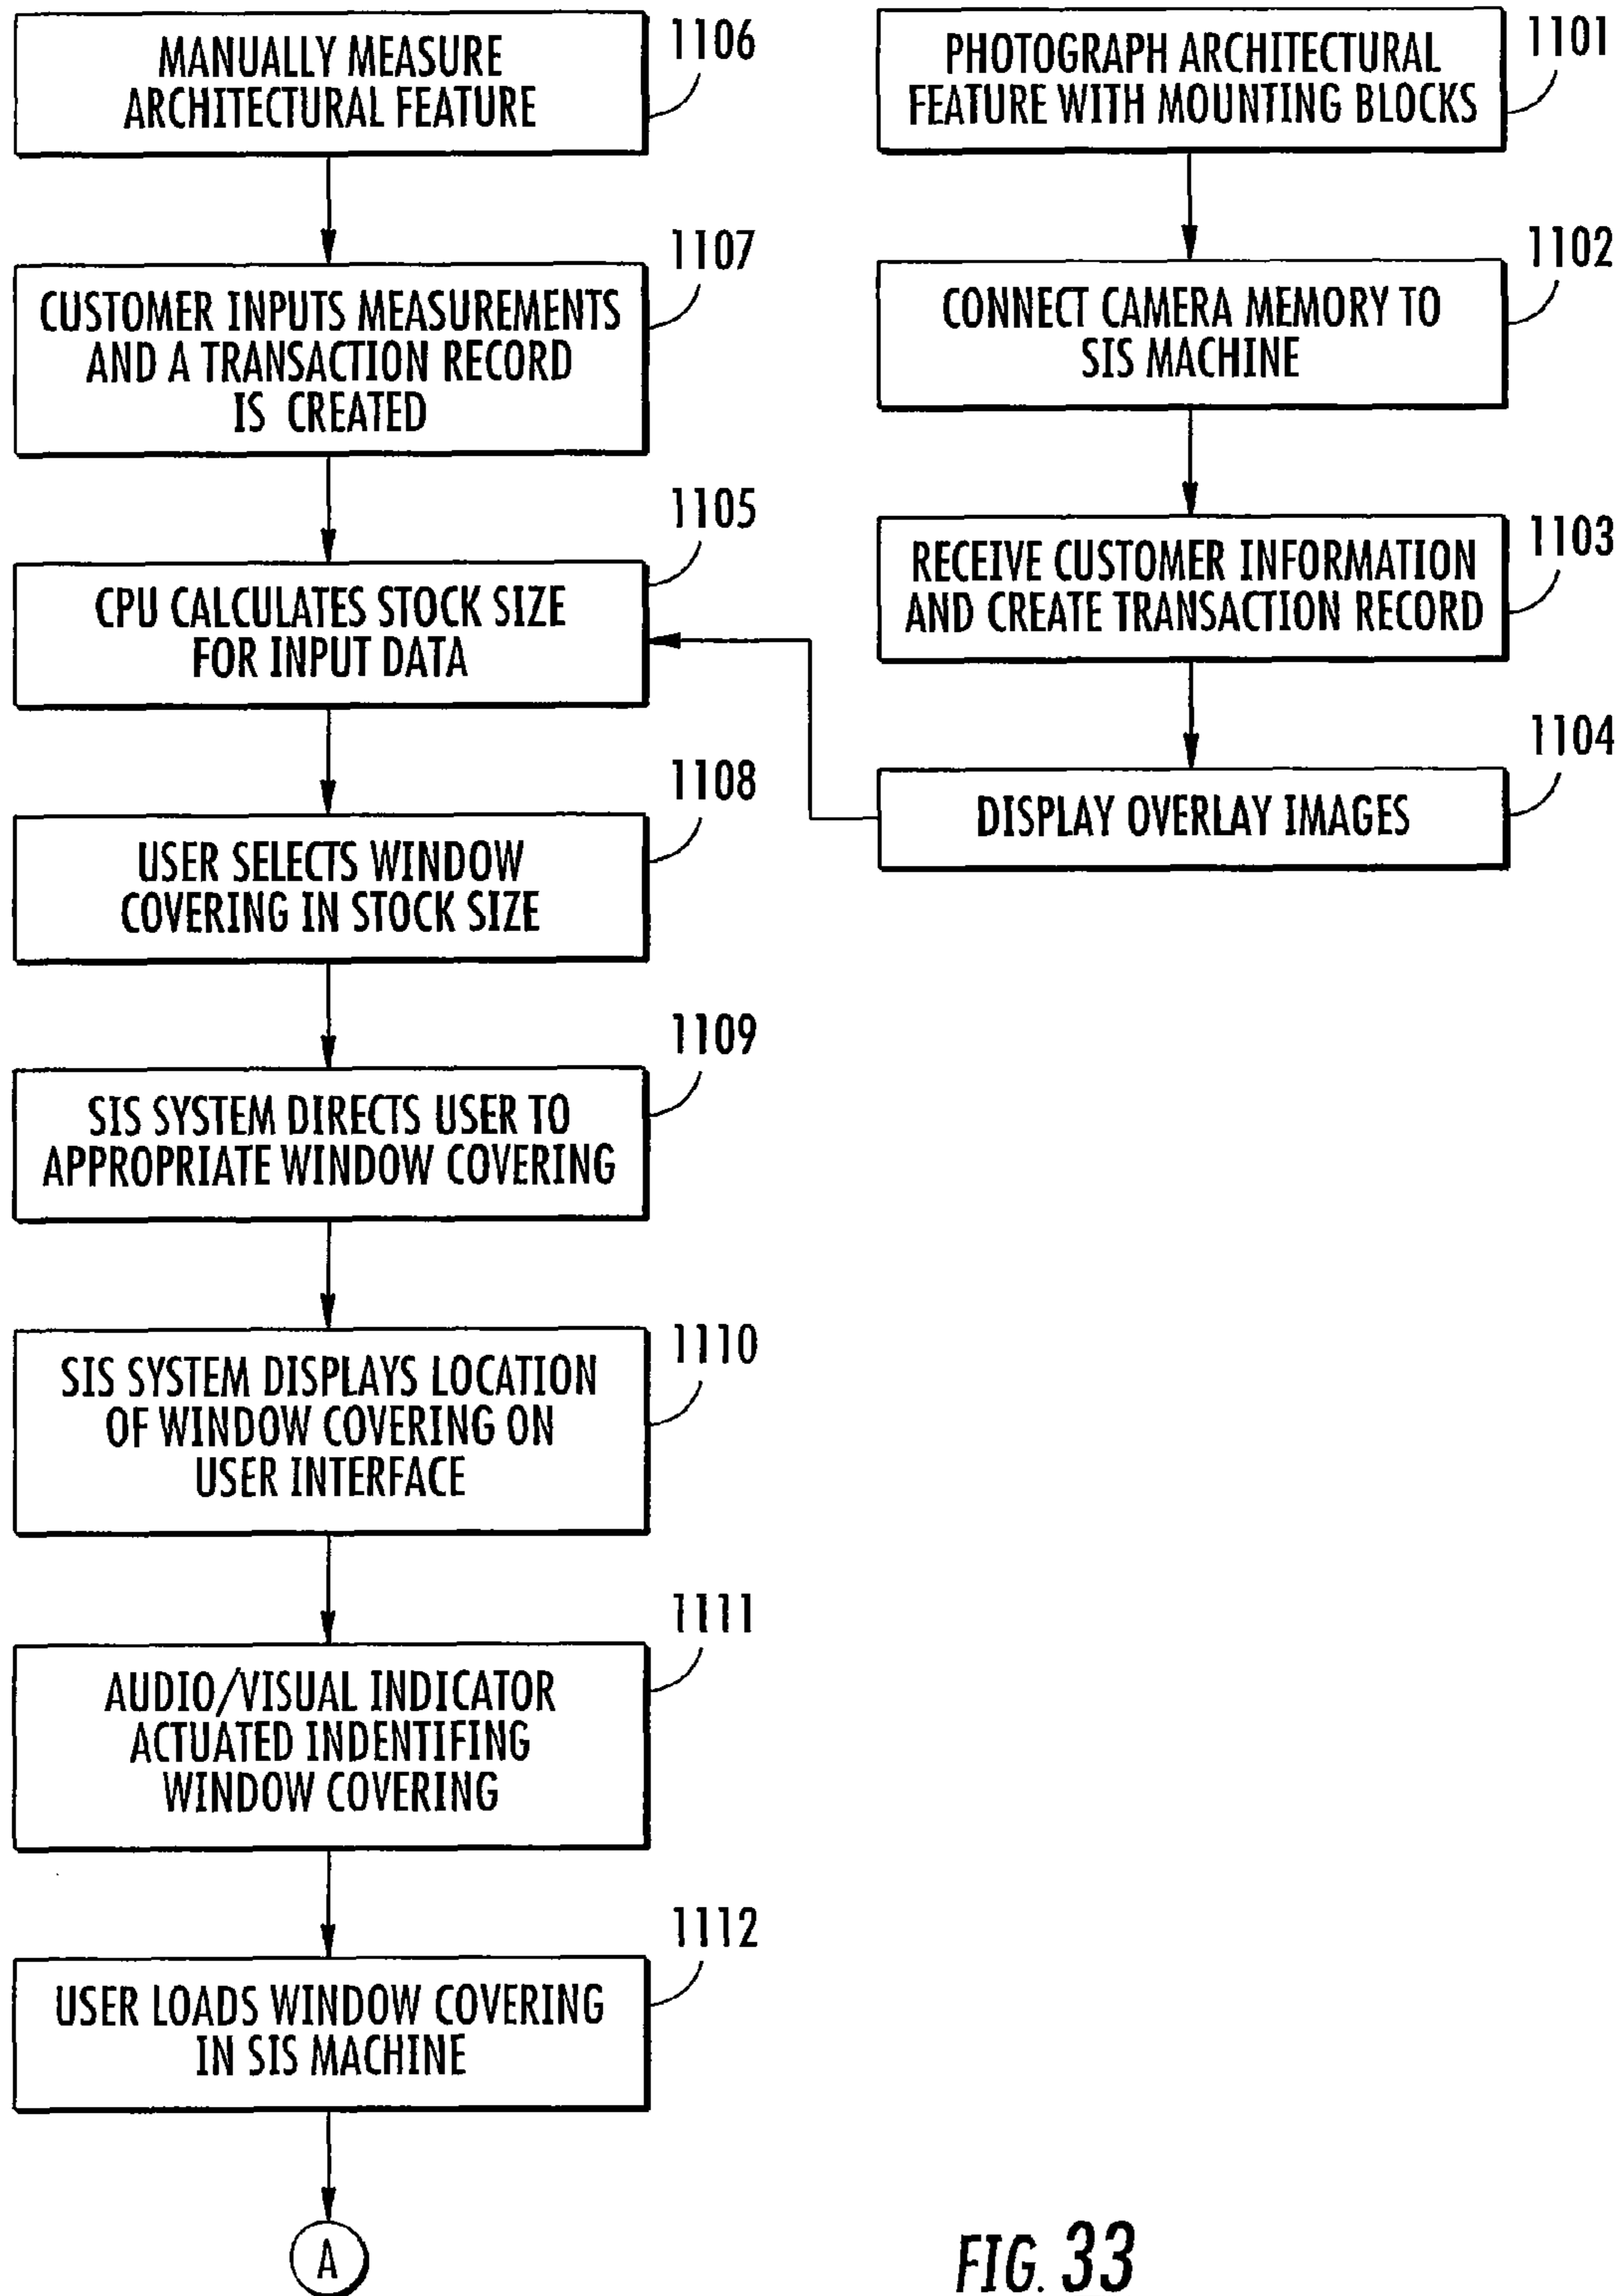 MANUALLY MEASURE
ARCHITECTURAL FEATURE
1106
CUSTOMER INPUTS MEASUREMENTS
AND A TRANSACTION RECORD
IS CREATED
1107
CPU CALCULATES STOCK SIZE
FOR INPUT DATA
1105
USER SELECTS WINDOW
COVERING IN STOCK SIZE
1108
SIS SYSTEM DIRECTS USER TO
APPROPRIATE WINDOW COVERING
1109
SIS SYSTEM DISPLAYS LOCATION
OF WINDOW COVERING ON
USER INTERFACE
1110
AUDIO/VISUAL INDICATOR
ACTUATED INDENTIFING
WINDOW COVERING
1111
USER LOADS WINDOW COVERING
IN SIS MACHINE
1112
A
PHOTOGRAPH ARCHITECTURAL
FEATURE WITH MOUNTING BLOCKS
1101
CONNECT CAMERA MEMORY TO
SIS MACHINE
1102
RECEIVE CUSTOMER INFORMATION
AND CREATE TRANSACTION RECORD
1103
DISPLAY OVERLAY IMAGES
1104
FIG. 33